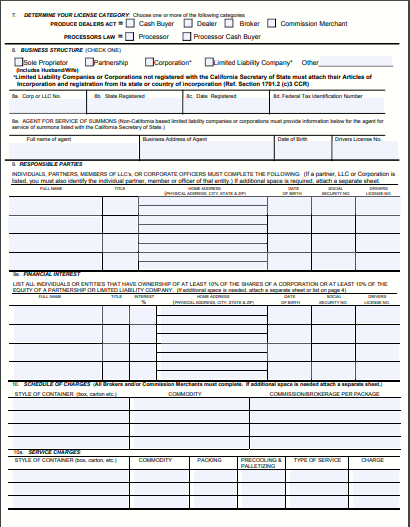 7. DETERMINE YOUR LICENSE CATEGORY: Choose one or more of the following categories
PRODUCE DEALERS ACT = Cash Buyer Dealer Broker Commission Merchant
PROCESSORS LAW = Processor Processor Cash Buyer
8. BUSINESS STRUCTURE (CHECK ONE)
Sole Proprietor Partnership Corporation* Limited Liability Company* Other
(Includes Husband/Wife)
*Limited Liability Companies or Corporations not registered with the California Secretary of State must attach their Articles of
incorporation and registration from its state or country of incorporation (Ref. Section 1701.2 (c)3 CCR)
8a. Corp or LLC No. 8b. State Registered 8c. Date Registered 8d. Federal Tax Identification Number
8e. AGENT FOR SERVICE OF SUMMONS (Non-California based limited liability companies or corporations must provide information below for the agent for
service of summons listed with the California Secretary of State.)
Full name of agent Business Address of Agent Date of Birth Drivers License No.
9. RESPONSIBLE PARTIES
INDIVIDUALS, PARTNERS, MEMBERS OF LLC's, OR CORPORATE OFFICERS MUST COMPLETE THE FOLLOWING: (If a partner, LLC or Corporation is
listed, you must also identify the individual partner, member or officer of that entity.) If additional space is required, attach a separate sheet.
FULL NAME TITLE HOME ADDRESS DATE SOCIAL DRIVERS
(PHYSICAL ADDRESS, CITY, STATE & ZIP) OF BIRTH SECURITY NO. LICENSE NO.
9a. FINANCIAL INTEREST
LIST ALL INDIVIDUALS OR ENTITIES THAT HAVE OWNERSHIP OF AT LEAST 10% OF THE SHARES OF A CORPORATION OR AT LEAST 10% OF THE
EQUITY OF A PARTNERSHIP OR LIMITED LIABILITY COMPANY. (If additional space is needed, attach a separate sheet or list on page 4)
FULL NAME TITLE INTEREST HOME ADDRESS DATE SOCIAL DRIVERS
% (PHYSICAL ADDRESS, CITY, STATE & ZIP) OF BIRTH SECURITY NO. LICENSE NO.
10. SCHEDULE OF CHARGES (All Brokers and/or Commission Merchants must complete. If additional space is needed attach a separate sheet.)
STYLE OF CONTAINER (box, carton etc.) COMMODITY COMMISSION/BROKERAGE PER PACKAGE
10a. SERVICE CHARGES
STYLE OF CONTAINER (box, carton etc.) COMMODITY PACKING PRECOOLING & TYPE OF SERVICE CHARGE
PALLETIZING